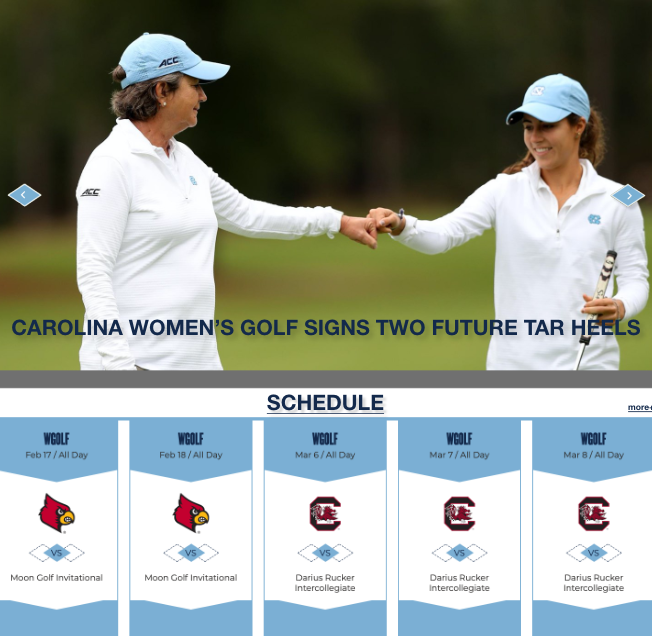 ACC
ACC
CAROLINA WOMEN'S GOLF SIGNS TWO FUTURE TAR HEELS
SCHEDULE
WGOLF
Feb 17 / All Day
VS
Moon Golf Invitational
WGOLF
Feb 18 / All Day
VS
Moon Golf Invitational
WGOLF
Mar 6 / All Day
VS
Darius Rucker
Intercollegiate
WGOLF
Mar 7 / All Day
VS
Darius Rucker
Intercollegiate
WGOLF
Mar 8 / All Day
VS
Darius Rucker
Intercollegiate